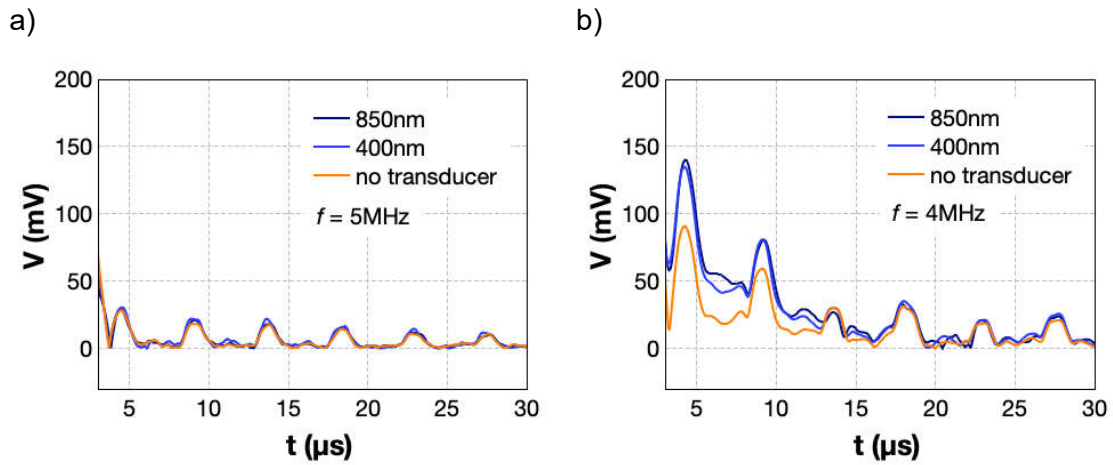 a)
200
150
100
50
0
V (mV)
850nm
400nm
no transducer
f = 5MHz
5
10
15
20
25
30
t (µs)
b)
200
150
100
50
0
V (mV)
850nm
400nm
no transducer
f = 4MHz
5
10
15
20
25
30
t (µs)